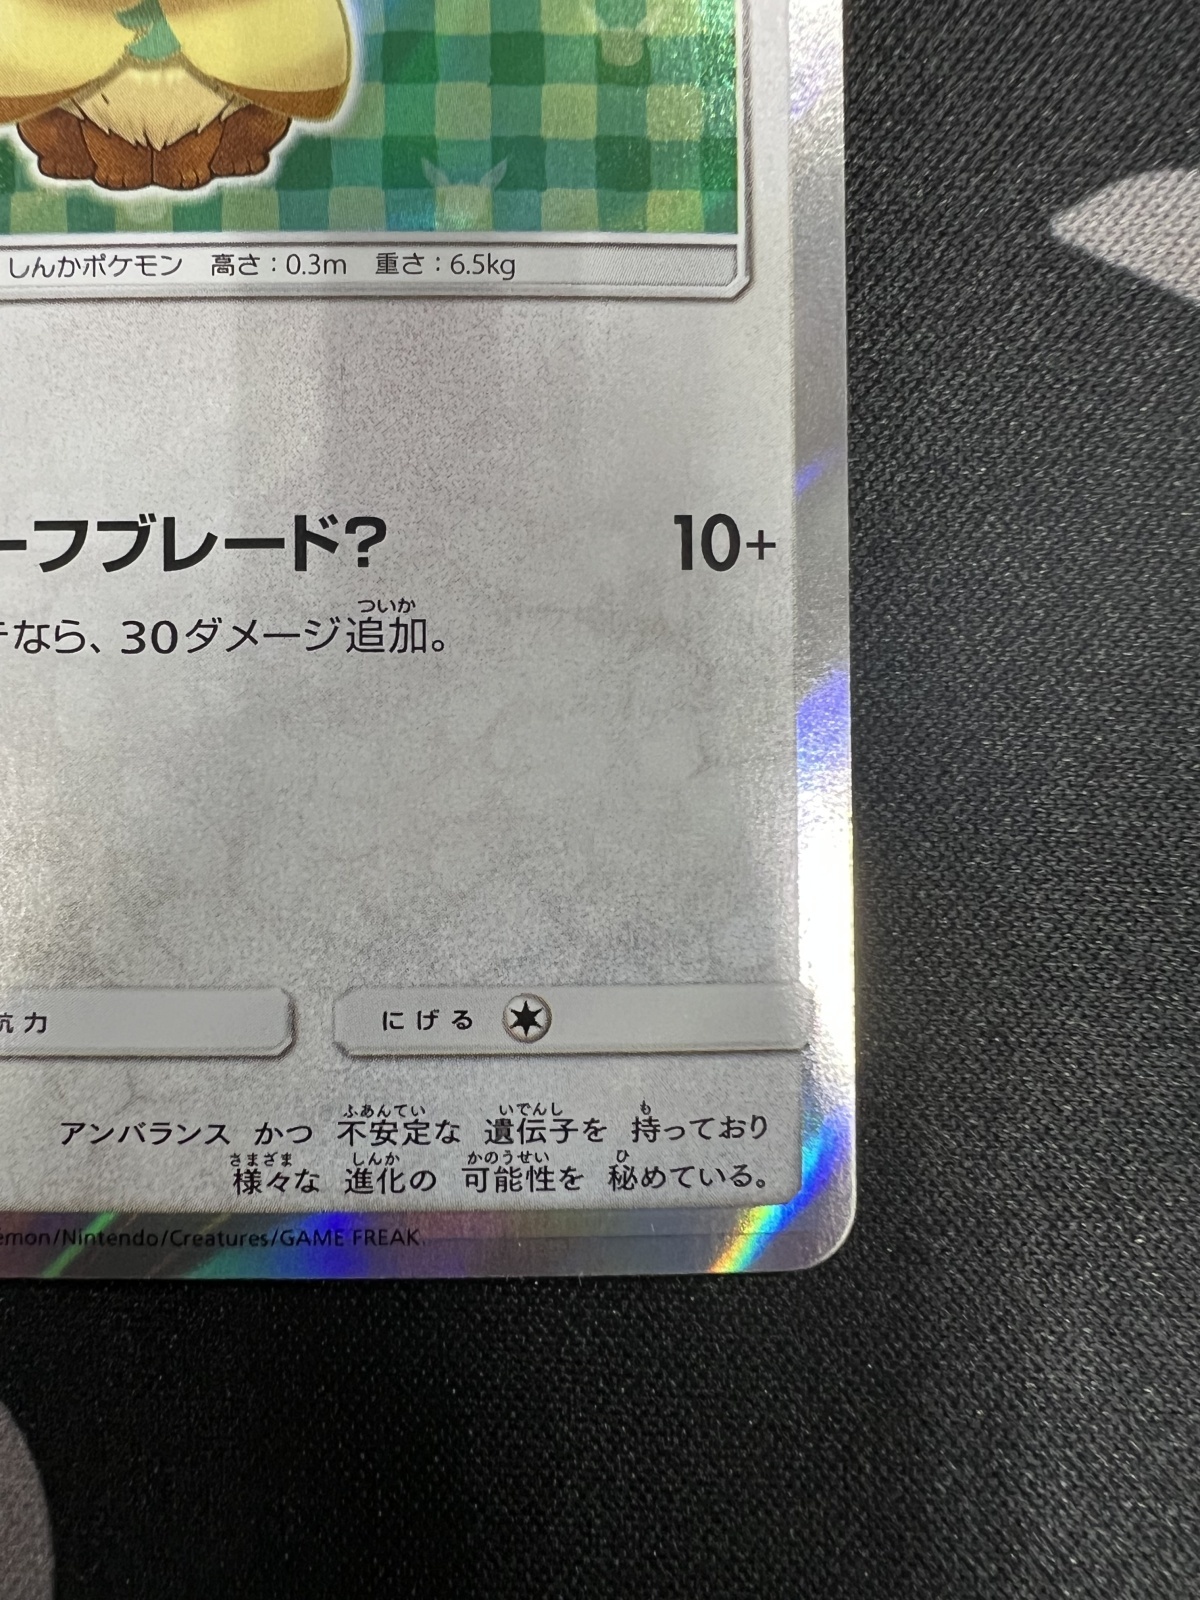 しんかポケモン 高さ：0.3m 重さ：6.5kg
ーフブレード? 10+
ついか
なら、30ダメージ追加。
抗力
にげる
ふあんてい いでんし も
アンバランス かつ 不安定な 遺伝子を 持っており
さまざま しんか かのうせい ひ
様々な 進化の 可能性を 秘めている。
émon/Nintendo/Creatures/GAME FREAK.